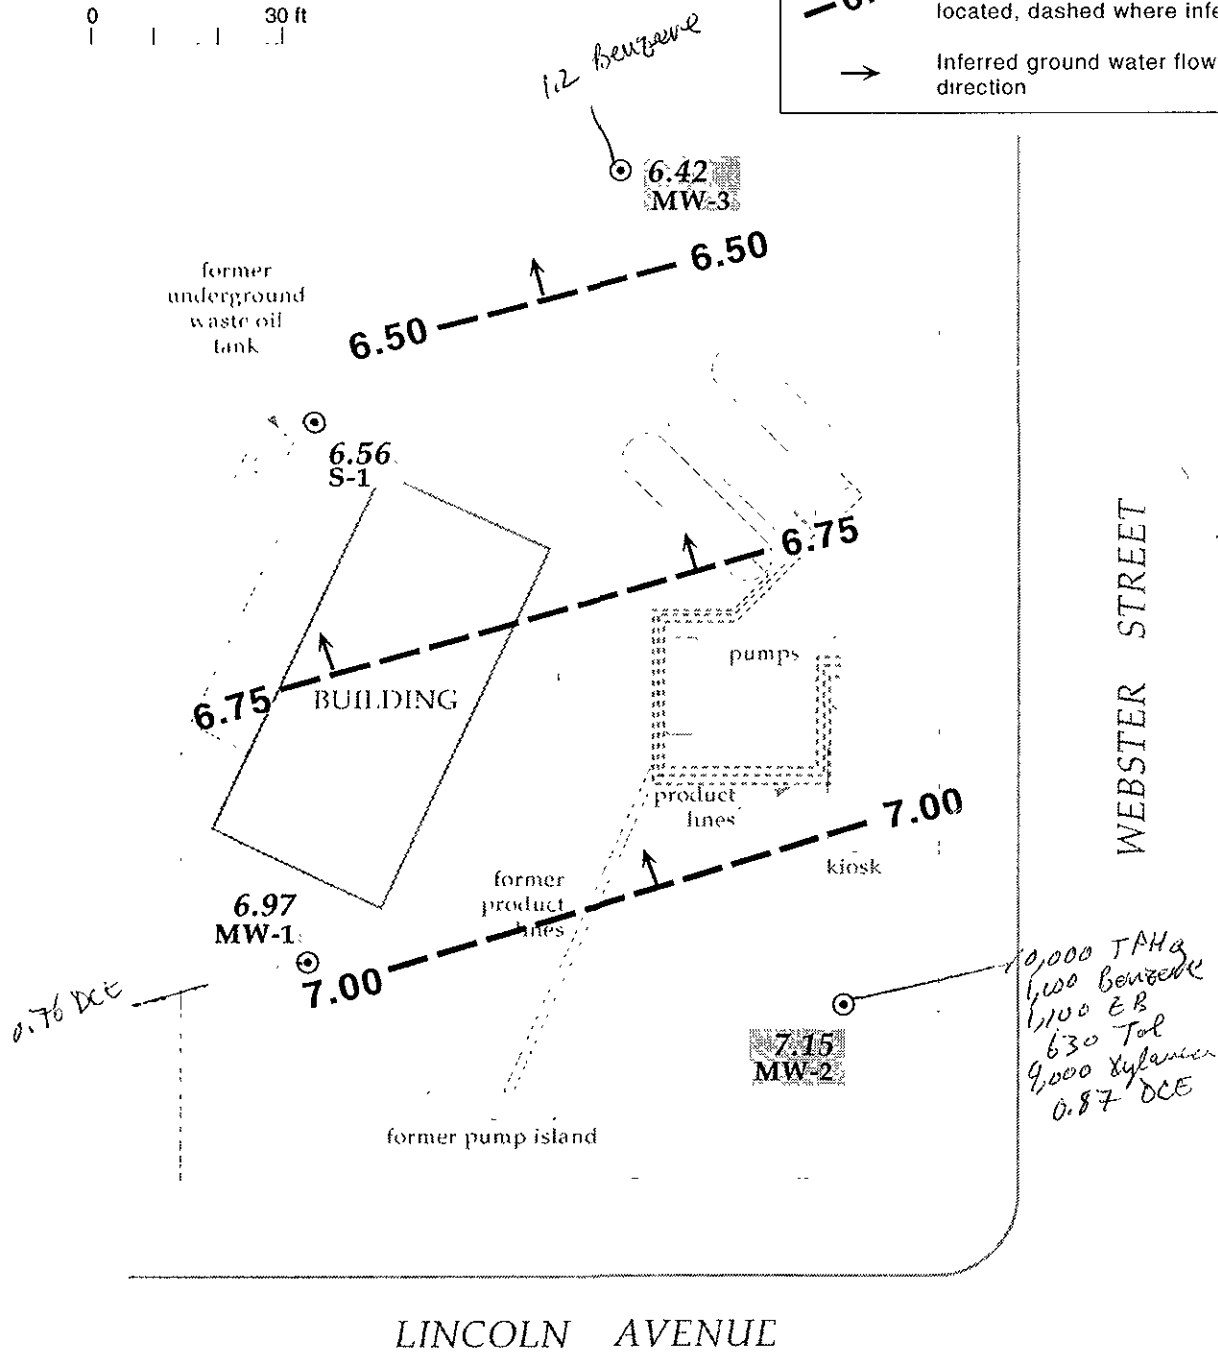 0 30 ft
located, dashed where infe
Inferred ground water flow
direction
1.2 Benzene
6.42
MW-3
6.50
6.50
former
underground
waste oil
tank
6.56
S-1
6.75
6.75
pumps
BUILDING
WEBSTER STREET
product
lines
7.00
kiosk
former
product
lines
6.97
MW-1
7.00
0.76 DCE
10,000 TPHg
1,100 Benzene
1,100 EB
630 Tol
9,000 Xylenes
0.87 DCE
7.15
MW-2
former pump island
LINCOLN AVENUE